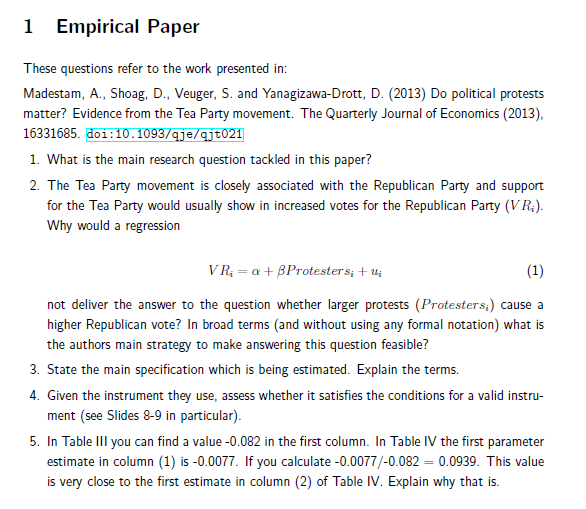 1 Empirical Paper
These questions refer to the work presented in:
Madestam, A., Shoag, D., Veuger, S. and Yanagizawa-Drott, D. (2013) Do political protests
matter? Evidence from the Tea Party movement. The Quarterly Journal of Economics (2013),
16331685. doi:10.1093/qje/qjt021
1. What is the main research question tackled in this paper?
2. The Tea Party movement is closely associated with the Republican Party and support
for the Tea Party would usually show in increased votes for the Republican Party (V R_i).
Why would a regression
V R_i = α + βProtesters_i + u_i (1)
not deliver the answer to the question whether larger protests (Protesters_i) cause a
higher Republican vote? In broad terms (and without using any formal notation) what is
the authors main strategy to make answering this question feasible?
3. State the main specification which is being estimated. Explain the terms.
4. Given the instrument they use, assess whether it satisfies the conditions for a valid instru-
ment (see Slides 8-9 in particular).
5. In Table III you can find a value -0.082 in the first column. In Table IV the first parameter
estimate in column (1) is -0.0077. If you calculate -0.0077/-0.082 = 0.0939. This value
is very close to the first estimate in column (2) of Table IV. Explain why that is.